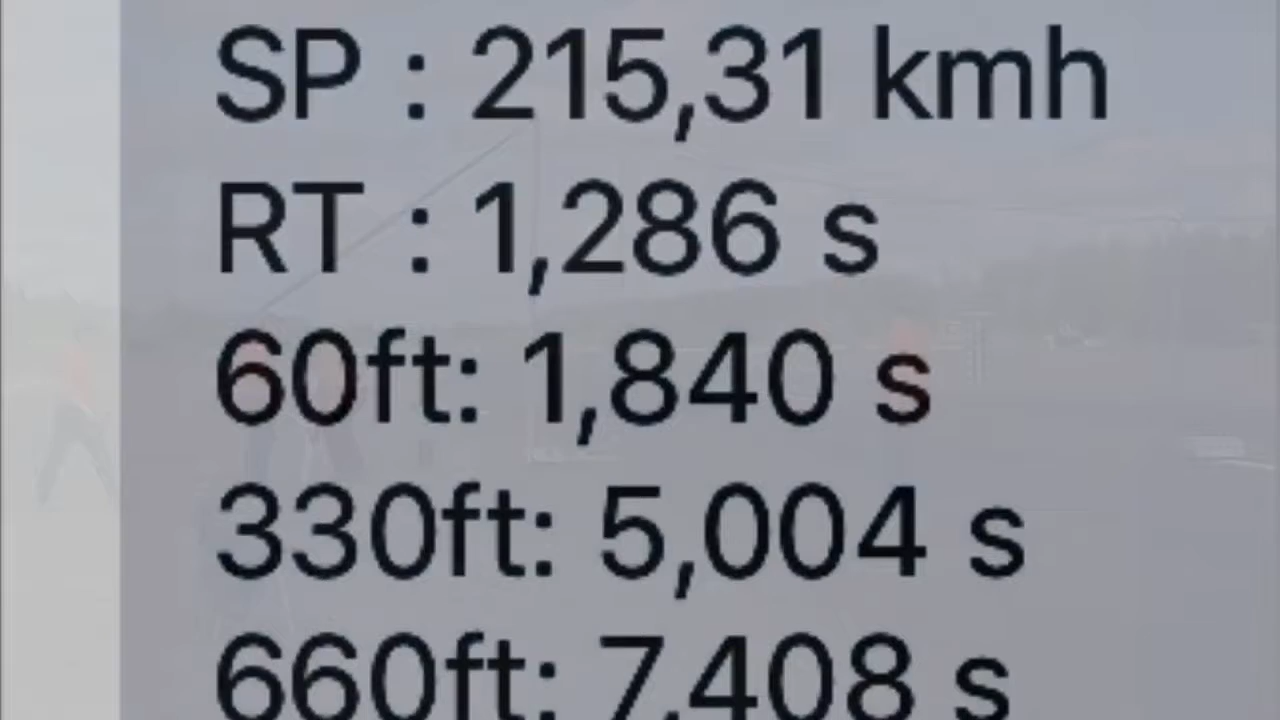 SP : 215,31 kmh
RT : 1,286 s
60ft: 1,840 s
330ft: 5,004 s
660ft: 7,408 s